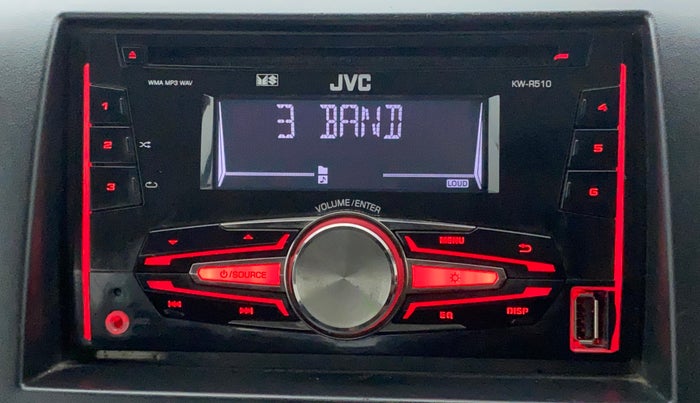 WMA MP3 WAV
JVC
KW-R510
3 BAND
LOUD
1
2
3
4
5
6
VOLUME/ENTER
MENU
/SOURCE
EQ
DISP